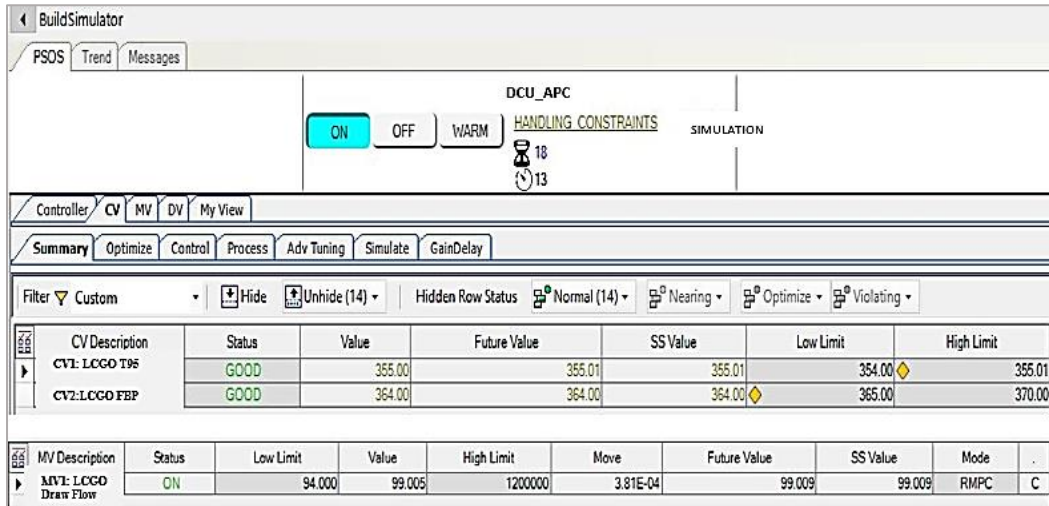 BuildSimulator
PSOS Trend Messages
DCU_APC
ON OFF WARM HANDLING CONSTRAINTS SIMULATION
18
13
Controller CV MV DV My View
Summary Optimize Control Process Adv Tuning Simulate GainDelay
Filter Custom Hide Unhide (14) Hidden Row Status Normal (14) Nearing Optimize Violating
CV Description Status Value Future Value SS Value Low Limit High Limit
CV1: LCGO T95 GOOD 355.00 355.01 355.01 354.00 355.01
CV2:LCGO FBP GOOD 364.00 364.00 364.00 365.00 370.00
MV Description Status Low Limit Value High Limit Move Future Value SS Value Mode .
MV1: LCGO ON 94.000 99.005 1200000 3.81E-04 99.009 99.009 RMPC C
Draw Flow